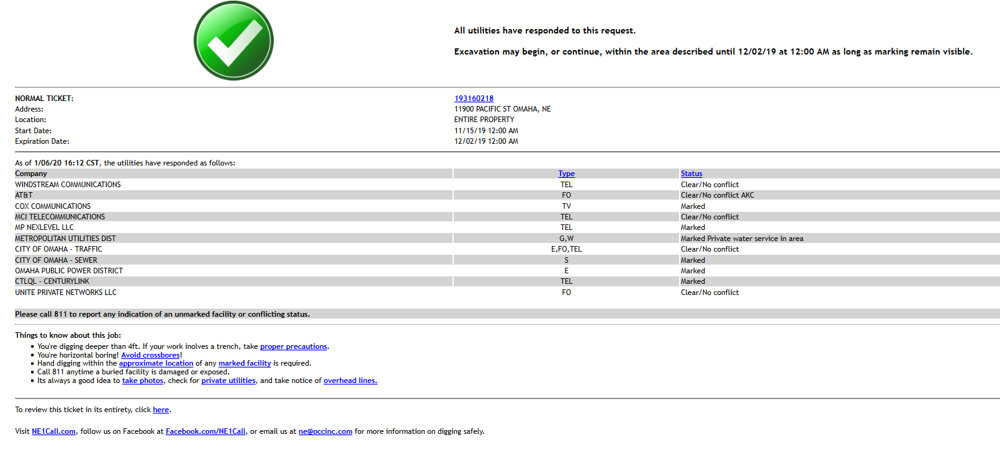 All utilities have responded to this request.
Excavation may begin, or continue, within the area described until 12/02/19 at 12:00 AM as long as marking remain visible.
NORMAL TICKET: 193160218
Address: 11900 PACIFIC ST OMAHA, NE
Location: ENTIRE PROPERTY
Start Date: 11/15/19 12:00 AM
Expiration Date: 12/02/19 12:00 AM
As of 1/06/20 16:12 CST, the utilities have responded as follows:
Company Type Status
WINDSTREAM COMMUNICATIONS TEL Clear/No conflict
AT&T FO Clear/No conflict AKC
COX COMMUNICATIONS TV Marked
MCI TELECOMMUNICATIONS TEL Clear/No conflict
MP NEXLEVEL LLC TEL Marked
METROPOLITAN UTILITIES DIST G,W Marked Private water service in area
CITY OF OMAHA - TRAFFIC E,FO,TEL Clear/No conflict
CITY OF OMAHA - SEWER S Marked
OMAHA PUBLIC POWER DISTRICT E Marked
CTLQL - CENTURYLINK TEL Marked
UNITE PRIVATE NETWORKS LLC FO Clear/No conflict
Please call 811 to report any indication of an unmarked facility or conflicting status.
Things to know about this job:
• You're digging deeper than 4ft. If your work inolves a trench, take proper precautions.
• You're horizontal boring! Avoid crossbores!
• Hand digging within the approximate location of any marked facility is required.
• Call 811 anytime a buried facility is damaged or exposed.
• Its always a good idea to take photos, check for private utilities, and take notice of overhead lines.
To review this ticket in its entirety, click here.
Visit NE1Call.com, follow us on Facebook at Facebook.com/NE1Call, or email us at ne@occinc.com for more information on digging safely.